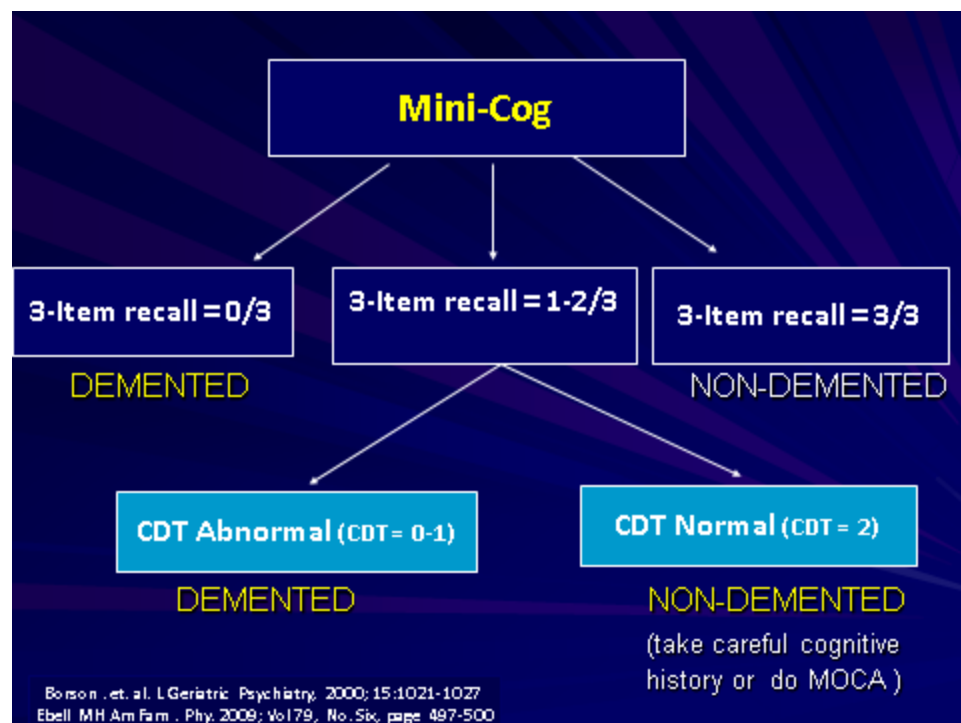 Mini-Cog
3-Item recall = 0/3
3-Item recall = 1-2/3
3-Item recall = 3/3
DEMENTED
NON-DEMENTED
CDT Abnormal (CDT = 0-1)
CDT Normal (CDT = 2)
DEMENTED
NON-DEMENTED
(take careful cognitive
history or do MOCA )
Borson . et. al. I. Geriatric Psychiatry, 2000; 15:1021-1027
Ebell MH Am Fam . Phy. 2009; Vol 79, No. Six, page 497-500